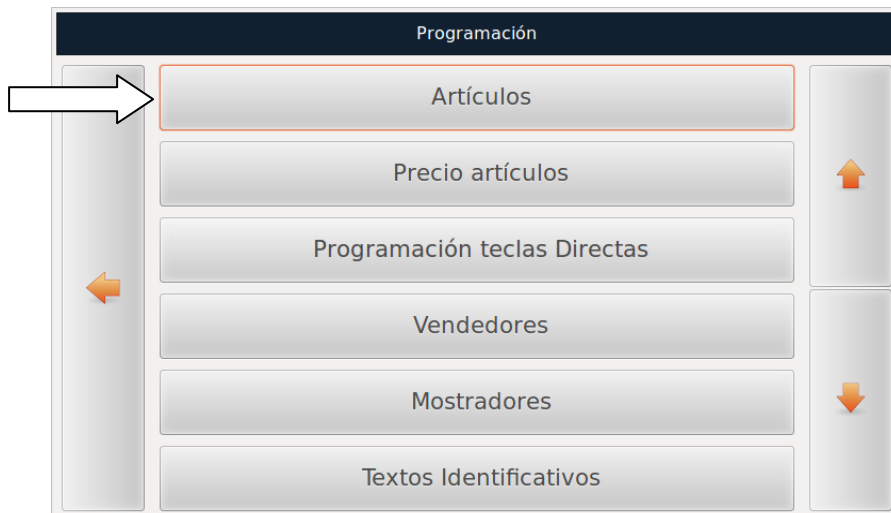 Programación
Artículos
Precio artículos
Programación teclas Directas
Vendedores
Mostradores
Textos Identificativos